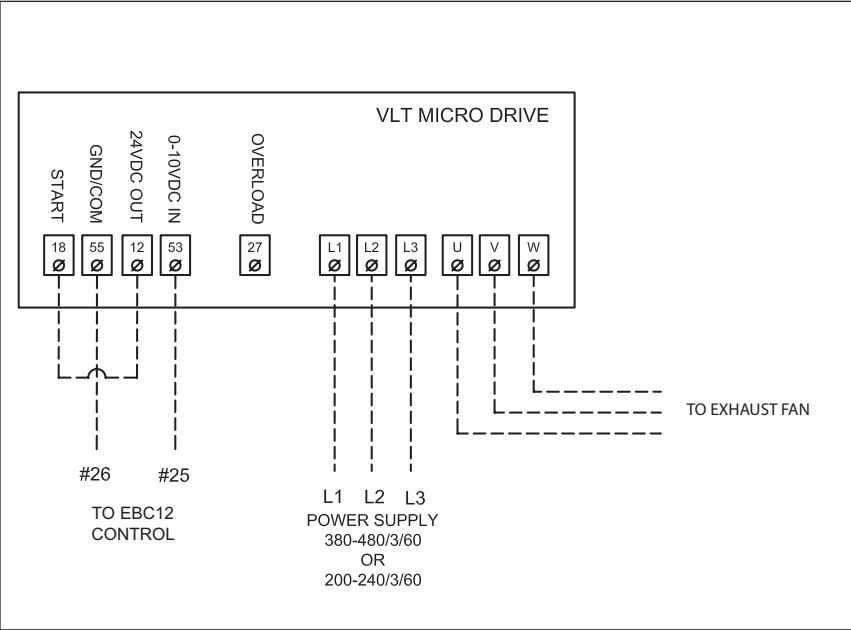 VLT MICRO DRIVE
START
GND/COM
24VDC OUT
0-10VDC IN
OVERLOAD
18
55
12
53
27
L1
L2
L3
U
V
W
TO EXHAUST FAN
#26
#25
TO EBC12
CONTROL
L1
L2
L3
POWER SUPPLY
380-480/3/60
OR
200-240/3/60